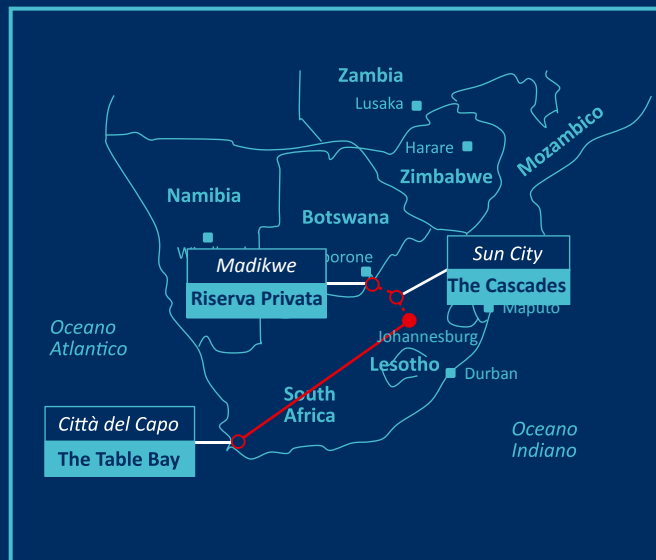 Zambia
Lusaka
Harare
Mozambico
Zimbabwe
Namibia
Botswana
Madikwe
Riserva Privata
Sun City
The Cascades
Maputo
Oceano
Atlantico
Johannesburg
Lesotho
Durban
South
Africa
Città del Capo
The Table Bay
Oceano
Indiano